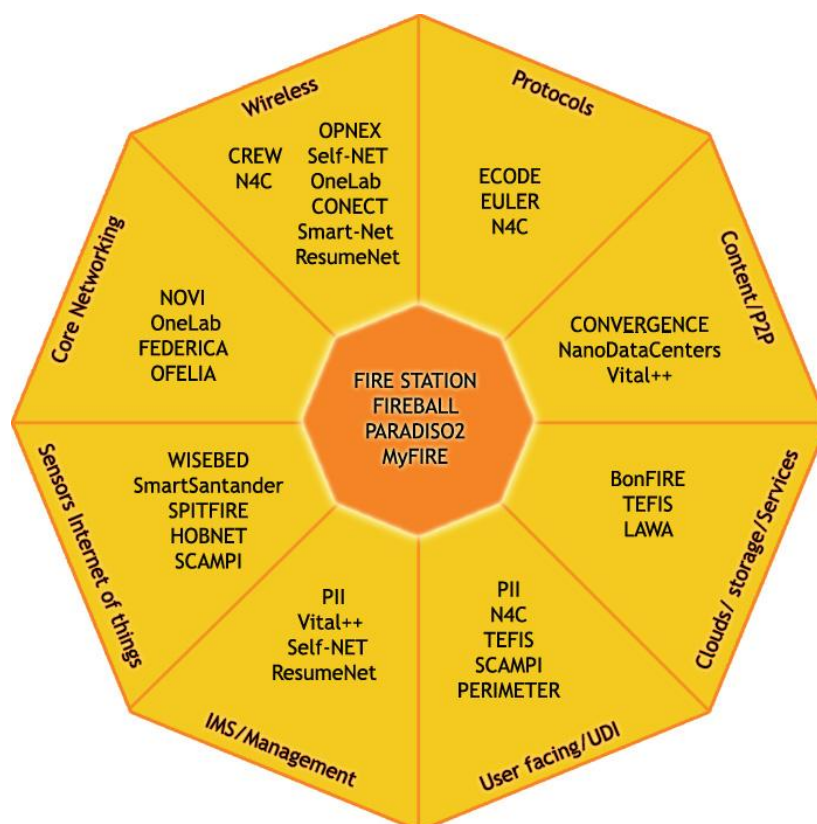 Wireless
CREW
N4C
OPNEX
Self-NET
OneLab
CONECT
Smart-Net
ResumeNet
Protocols
ECODE
EULER
N4C
Content/P2P
CONVERGENCE
NanoDataCenters
Vital++
Clouds/ storage/Services
BonFIRE
TEFIS
LAWA
User facing/UDI
PII
N4C
TEFIS
SCAMPI
PERIMETER
IMS/Management
PII
Vital++
Self-NET
ResumeNet
Sensors Internet of things
WISEBED
SmartSantander
SPITFIRE
HOBNET
SCAMPI
Core Networking
NOVI
OneLab
FEDERICA
OFELIA
FIRE STATION
FIREBALL
PARADISO2
MyFIRE